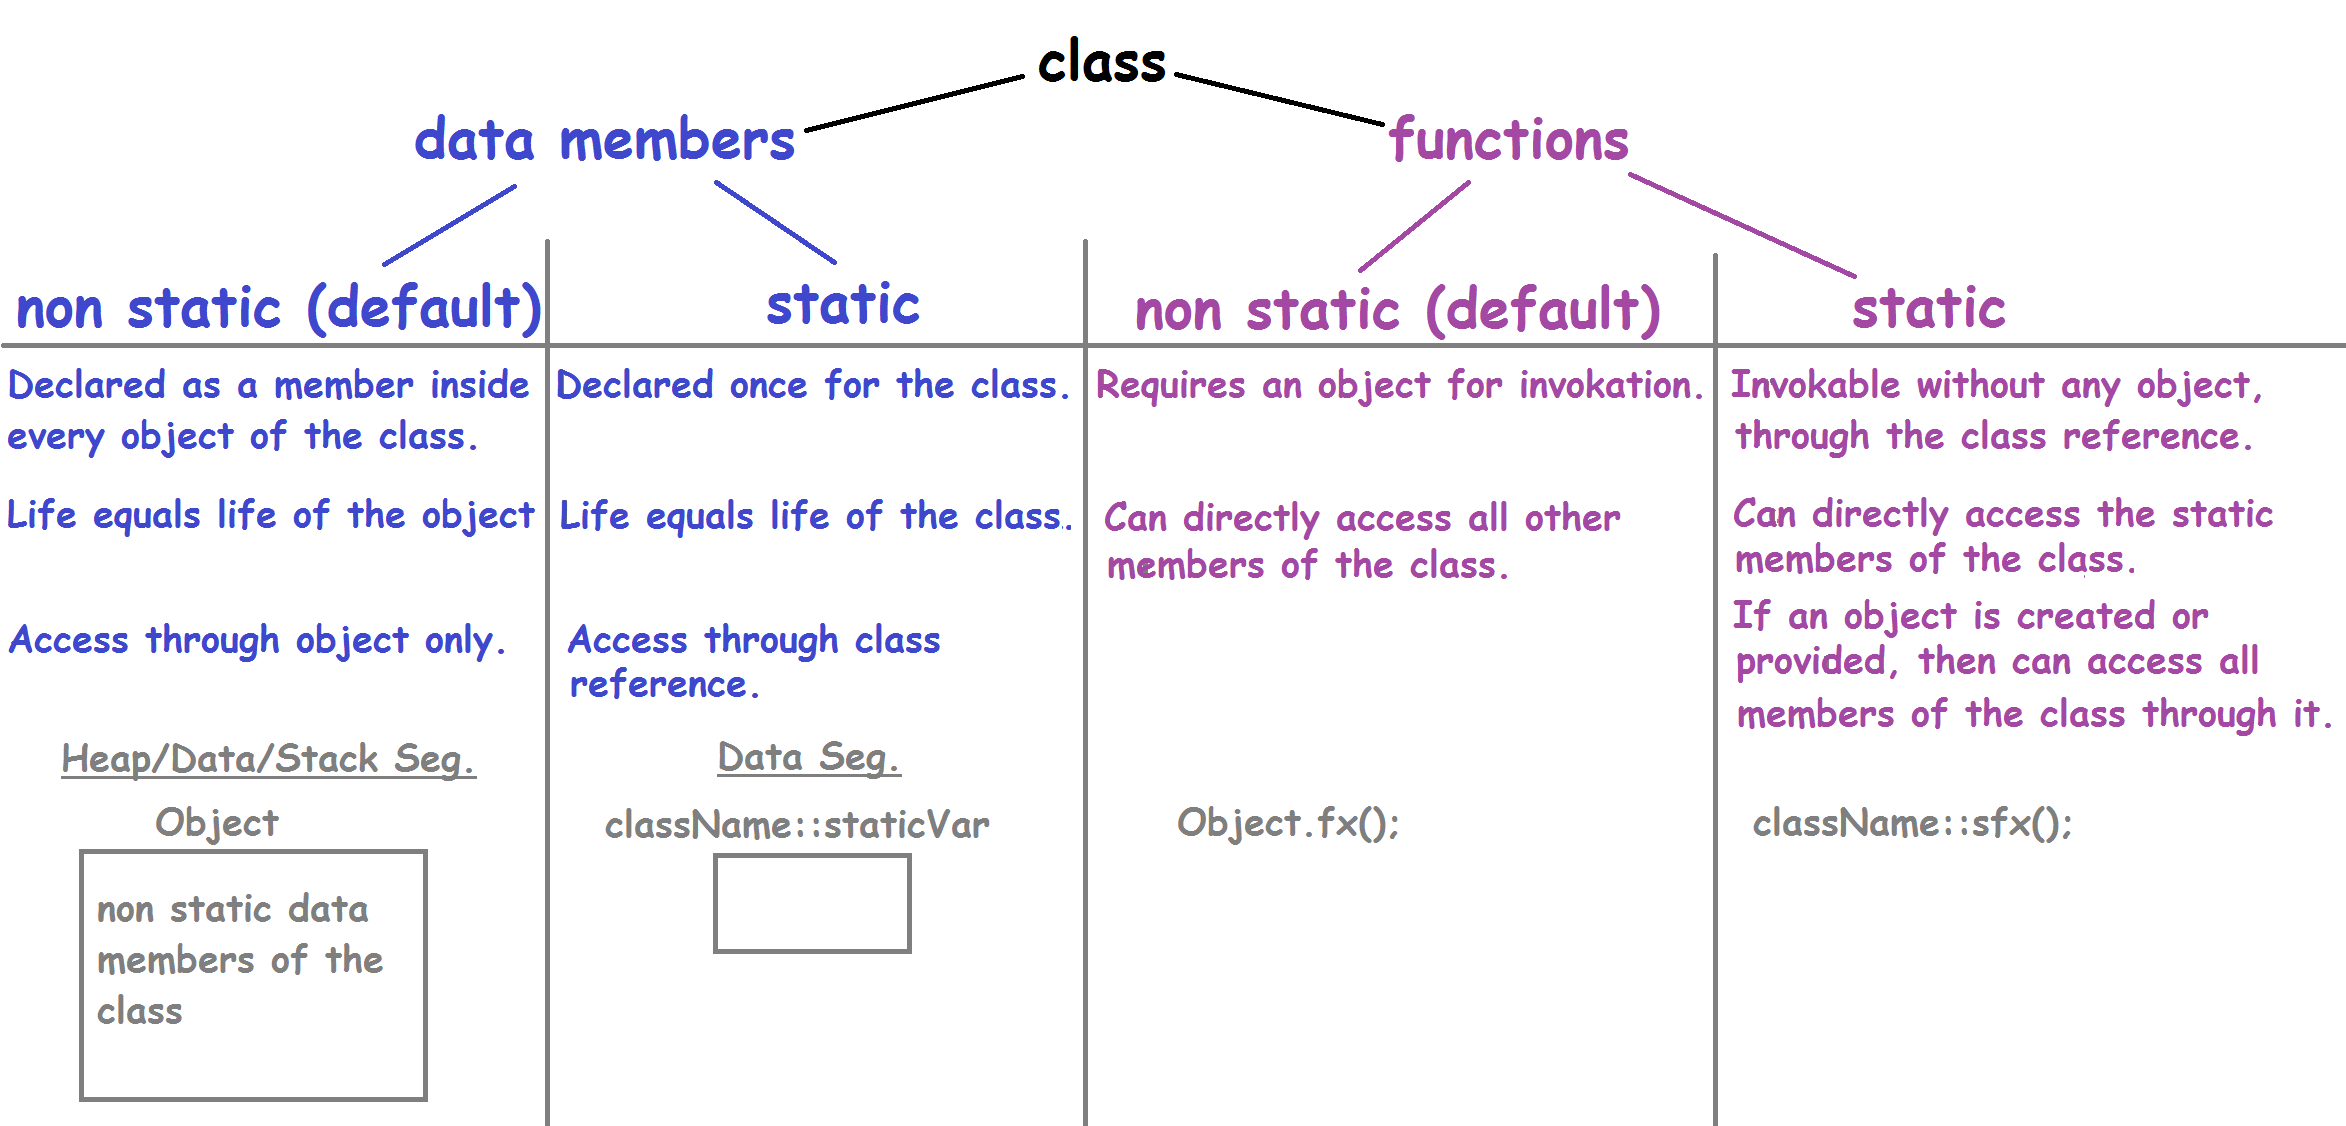 class
data members
functions
non static (default)
static
non static (default)
static
Declared as a member inside
every object of the class.
Life equals life of the object
Access through object only.
Heap/Data/Stack Seg.
Object
non static data
members of the
class
Declared once for the class.
Life equals life of the class.
Access through class
reference.
Data Seg.
className::staticVar
Requires an object for invokation.
Can directly access all other
members of the class.
Object.fx();
Invokable without any object,
through the class reference.
Can directly access the static
members of the class.
If an object is created or
provided, then can access all
members of the class through it.
className::sfx();